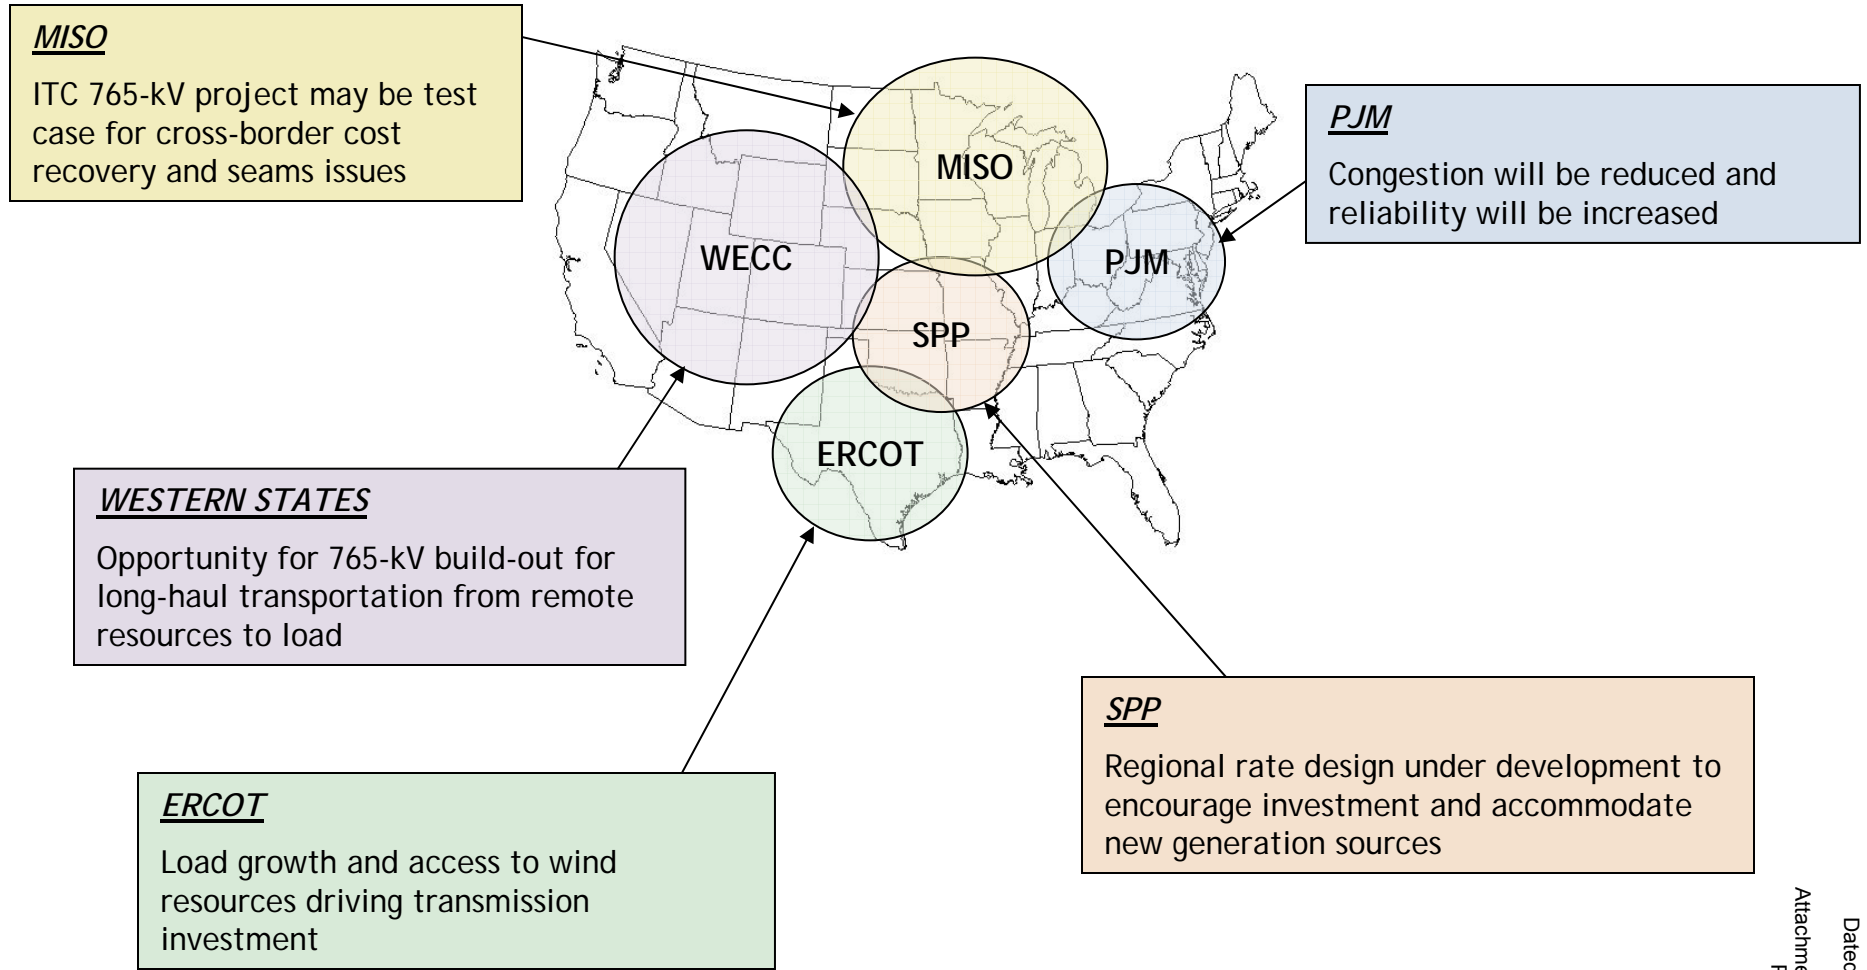 MISO
ITC 765-kV project may be test
case for cross-border cost
recovery and seams issues
PJM
Congestion will be reduced and
reliability will be increased
MISO
WECC
PJM
SPP
ERCOT
WESTERN STATES
Opportunity for 765-kV build-out for
long-haul transportation from remote
resources to load
SPP
Regional rate design under development to
encourage investment and accommodate
new generation sources
ERCOT
Load growth and access to wind
resources driving transmission
investment